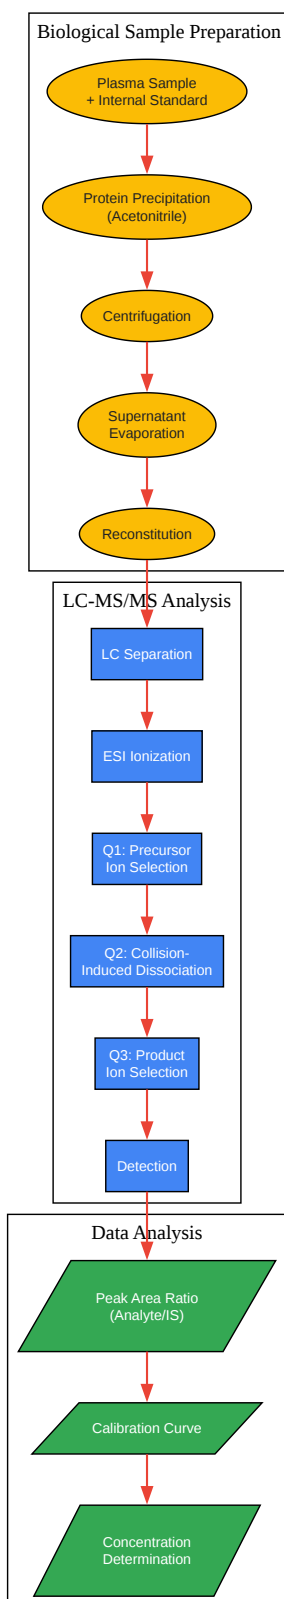 Biological Sample Preparation
Plasma Sample
+ Internal Standard
Protein Precipitation
(Acetonitrile)
Centrifugation
Supernatant
Evaporation
Reconstitution
LC-MS/MS Analysis
LC Separation
ESI Ionization
Q1: Precursor
Ion Selection
Q2: Collision-
Induced Dissociation
Q3: Product
Ion Selection
Detection
Data Analysis
Peak Area Ratio
(Analyte/IS)
Calibration Curve
Concentration
Determination